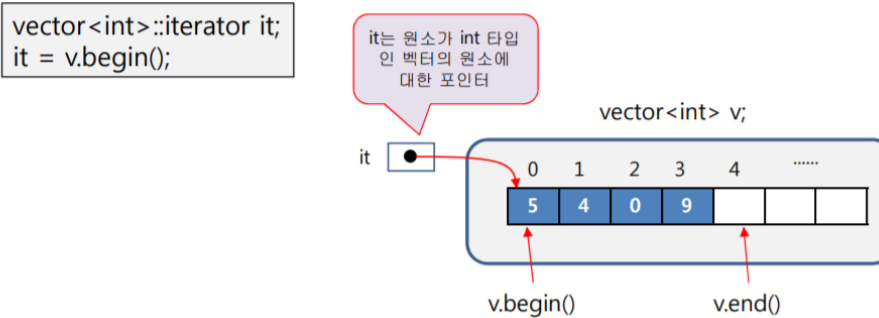 vector<int>::iterator it;
it = v.begin();
it는 원소가 int 타입
인 벡터의 원소에
대한 포인터
vector<int> v;
it
0 1 2 3 4 ······
5 4 0 9
v.begin() v.end()